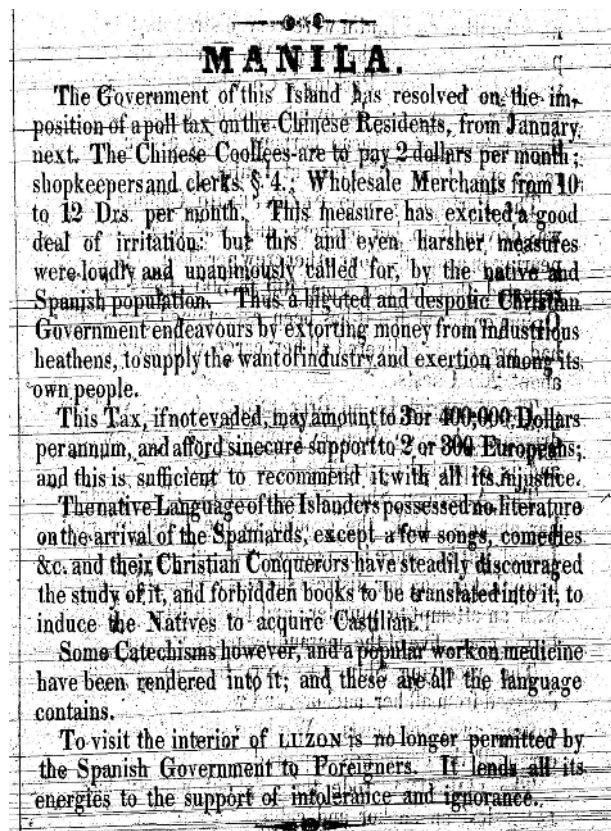 MANILA.
The Government of this Island has resolved on the im-
position of a poll tax on the Chinese Residents, from January
next. The Chinese Coolees are to pay 2 dollars per month;
shopkeepers and clerks $ 4.; Wholesale Merchants from 10
to 12 Drs. per month. This measure has excited a good
deal of irritation: but this and even harsher measures
were loudly and unanimously called for, by the native and
Spanish population. Thus a bigoted and despotic Christian
Government endeavours by extorting money from industrious
heathens, to supply the want of industry and exertion among its
own people.
This Tax, if not evaded, may amount to 3 or 400,000 Dollars
per annum, and afford sinecure support to 2 or 300 Europeans;
and this is sufficient to recommend it with all its injustice.
The native Language of the Islanders possessed no literature
on the arrival of the Spaniards, except a few songs, comedies
&c. and their Christian Conquerors have steadily discouraged
the study of it, and forbidden books to be translated into it, to
induce the Natives to acquire Castilian.
Some Catechisms however, and a popular work on medicine
have been rendered into it; and these are all the language
contains.
To visit the interior of LUZON is no longer permitted by
the Spanish Government to Foreigners. It lends all its
energies to the support of intolerance and ignorance.